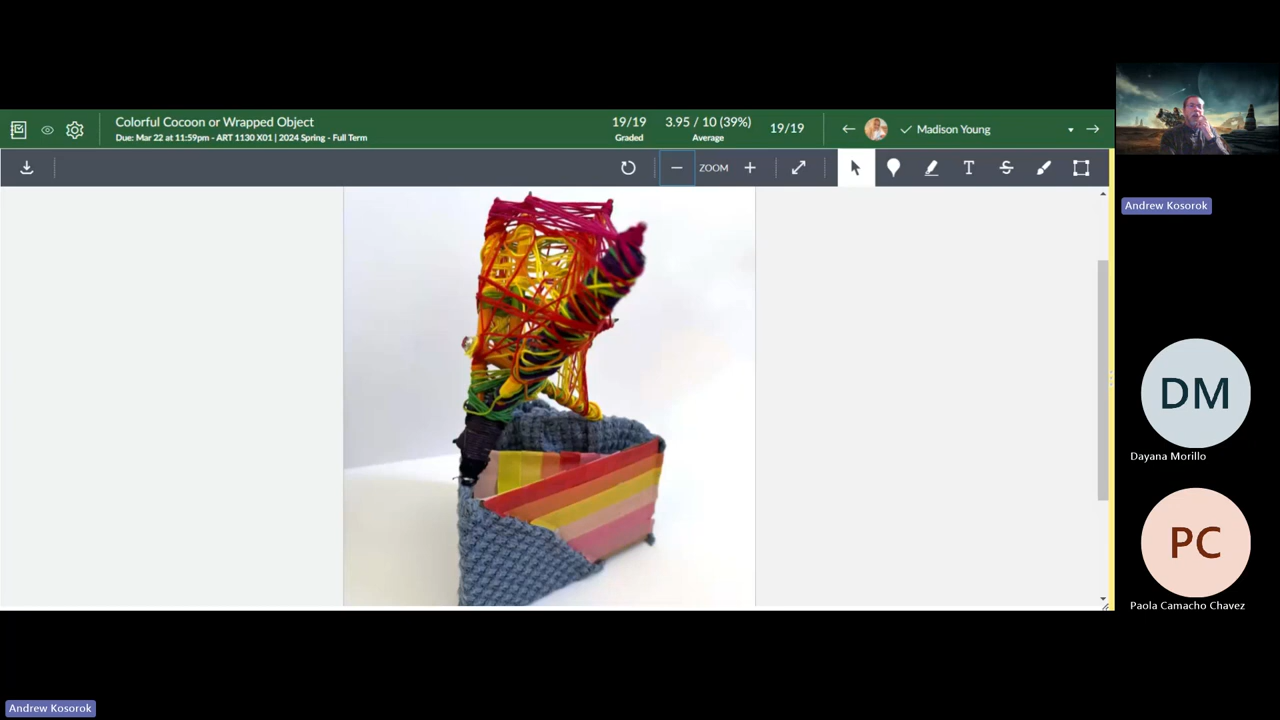 Colorful Cocoon or Wrapped Object
Due: Mar 22 at 11:59pm - ART 1130 X01 | 2024 Spring - Full Term
19/19
Graded
3.95 / 10 (39%)
Average
19/19
Madison Young
ZOOM
T
S
Andrew Kosorok
DM
Dayana Morillo
PC
Paola Camacho Chavez
Andrew Kosorok